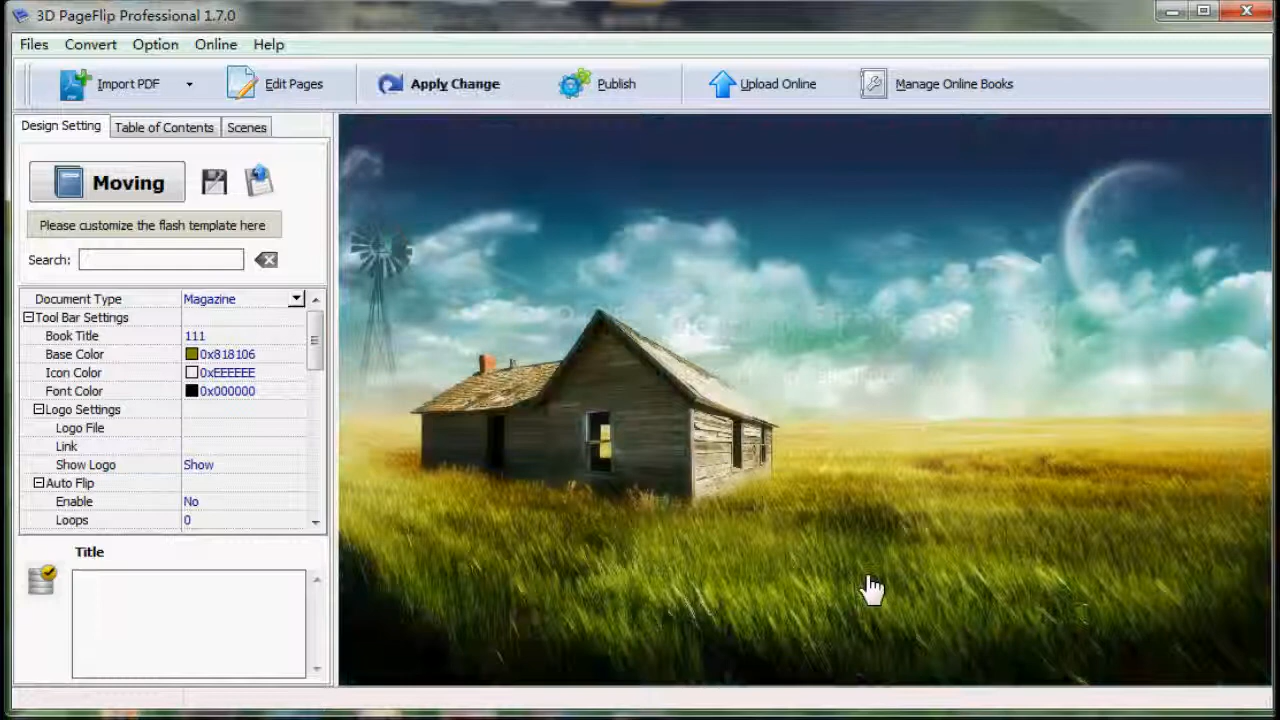 3D PageFlip Professional 1.7.0
Files Convert Option Online Help
Import PDF Edit Pages Apply Change Publish Upload Online Manage Online Books
Design Setting Table of Contents Scenes
Moving
Please customize the flash template here
Search:
Document Type Magazine
Tool Bar Settings
Book Title 111
Base Color 0x818106
Icon Color 0xEEEEEE
Font Color 0x000000
Logo Settings
Logo File
Link
Show Logo Show
Auto Flip
Enable No
Loops 0
Title